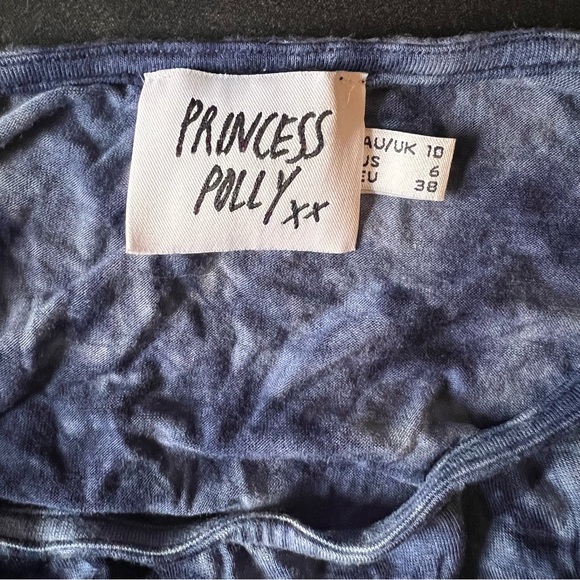 PRINCESS
POLLY xx
AU/UK 10
US 6
EU 38